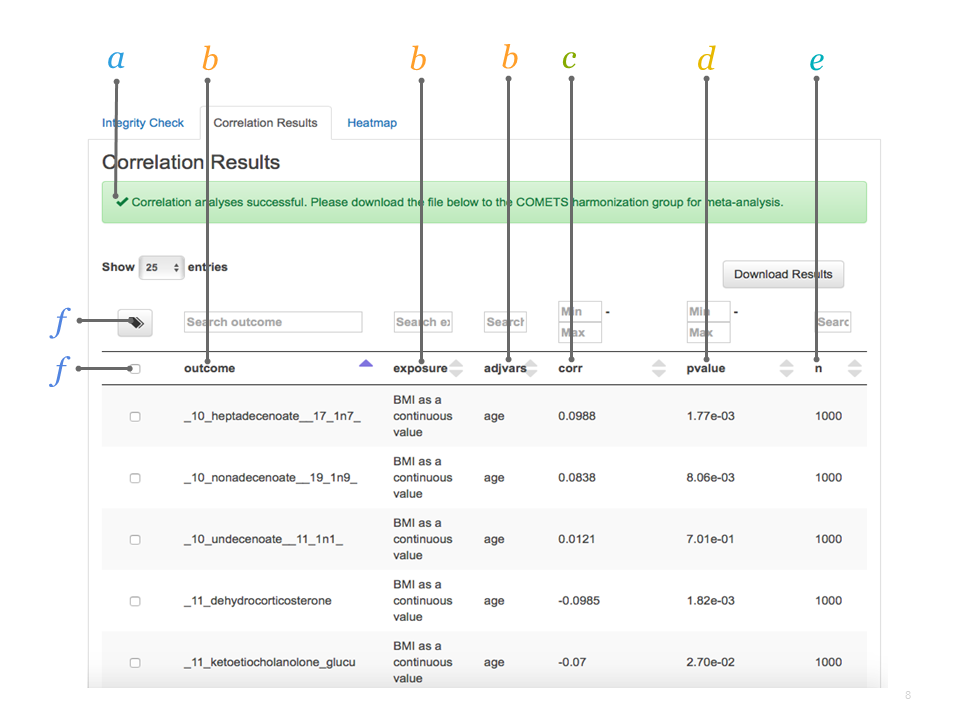 a b b b c d e
Integrity Check Correlation Results Heatmap
Correlation Results
Correlation analyses successful. Please download the file below to the COMETS harmonization group for meta-analysis.
Show 25 entries
Download Results
f Search outcome Search ex Search Min - Min - Searc
Max Max
f outcome exposure adjvars corr pvalue n
_10_heptadecenoate__17_1n7_ BMI as a continuous value age 0.0988 1.77e-03 1000
_10_nonadecenoate__19_1n9_ BMI as a continuous value age 0.0838 8.06e-03 1000
_10_undecenoate__11_1n1_ BMI as a continuous value age 0.0121 7.01e-01 1000
_11_dehydrocorticosterone BMI as a continuous value age -0.0985 1.82e-03 1000
_11_ketoetiocholanolone_glucu BMI as a continuous value age -0.07 2.70e-02 1000
8